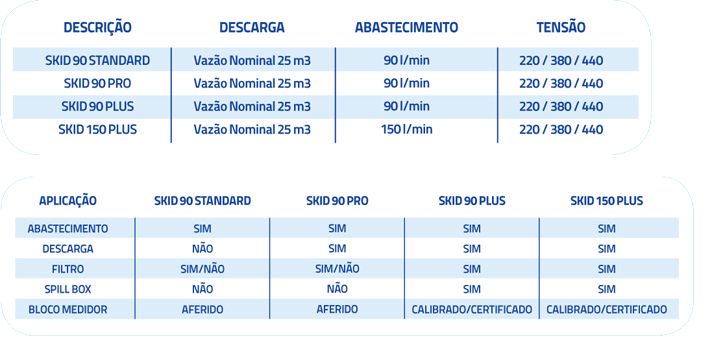 DESCRIÇÃO DESCARGA ABASTECIMENTO TENSÃO
SKID 90 STANDARD Vazão Nominal 25 m3 90 l/min 220 / 380 / 440
SKID 90 PRO Vazão Nominal 25 m3 90 l/min 220 / 380 / 440
SKID 90 PLUS Vazão Nominal 25 m3 90 l/min 220 / 380 / 440
SKID 150 PLUS Vazão Nominal 25 m3 150 l/min 220 / 380 / 440
APLICAÇÃO SKID 90 STANDARD SKID 90 PRO SKID 90 PLUS SKID 150 PLUS
ABASTECIMENTO SIM SIM SIM SIM
DESCARGA NÃO SIM SIM SIM
FILTRO SIM/NÃO SIM/NÃO SIM SIM
SPILL BOX NÃO NÃO SIM SIM
BLOCO MEDIDOR AFERIDO AFERIDO CALIBRADO/CERTIFICADO CALIBRADO/CERTIFICADO